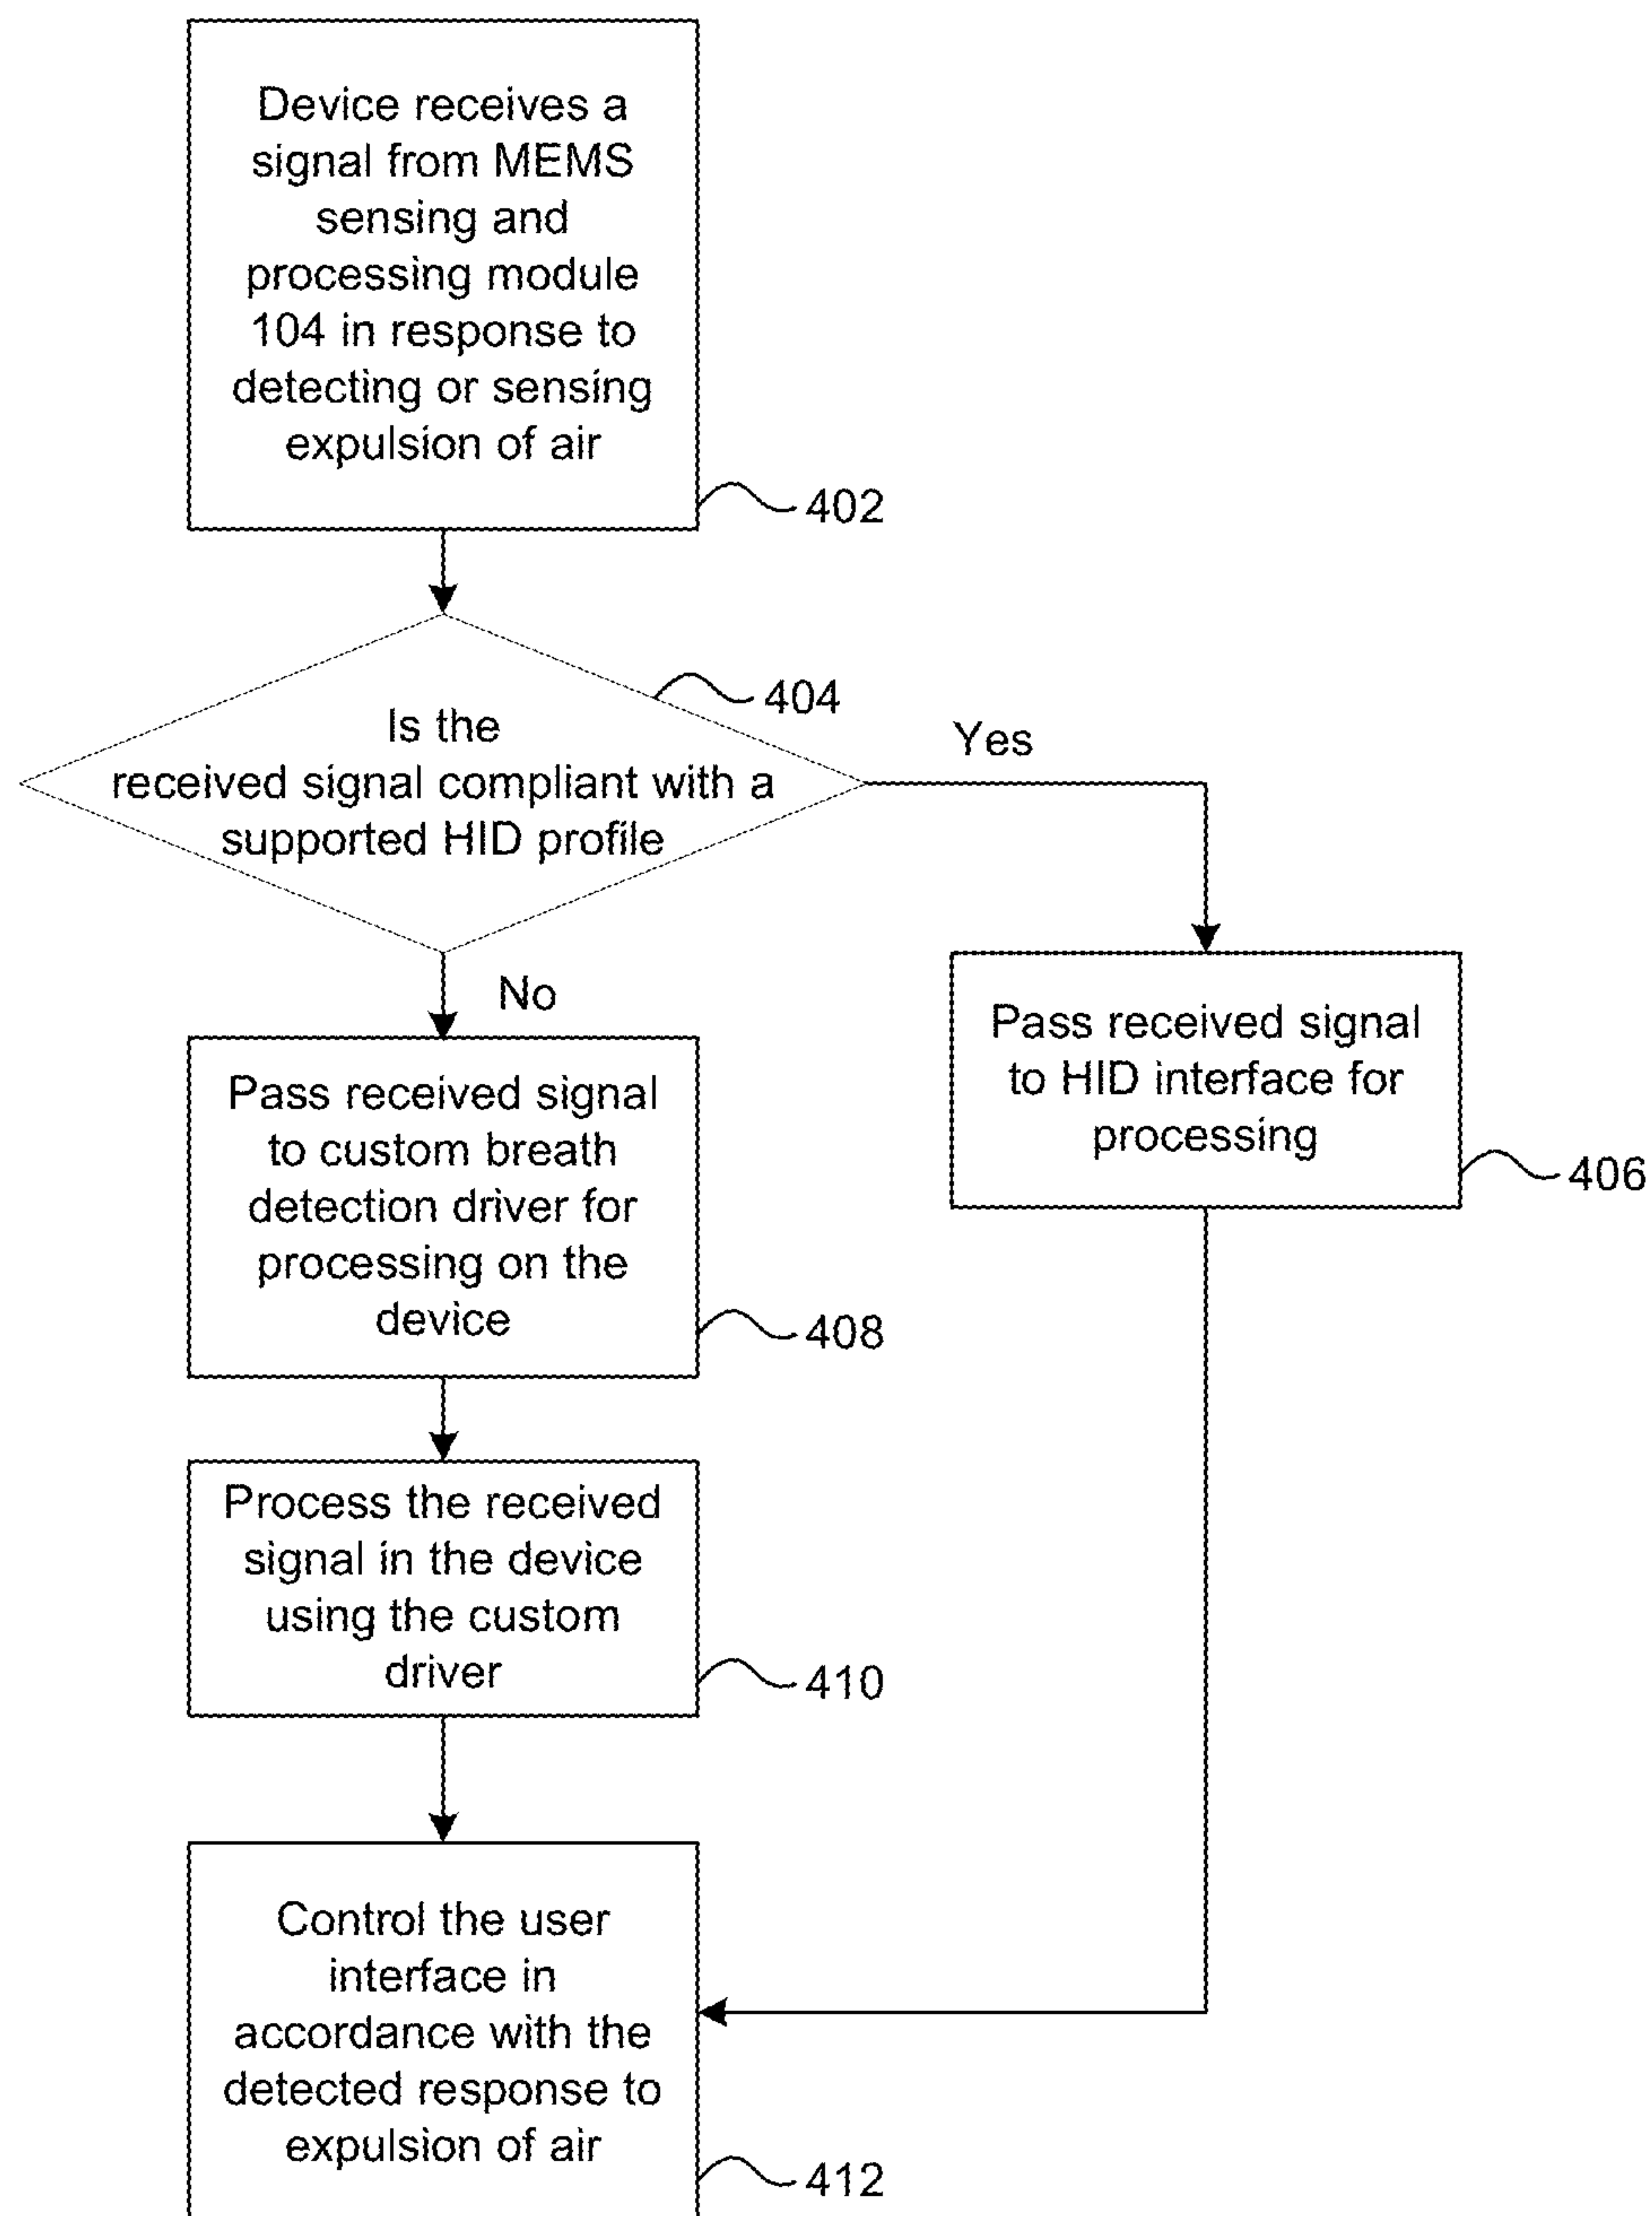 Device receives a
signal from MEMS
sensing and
processing module
104 in response to
detecting or sensing
expulsion of air
402
404
Is the
received signal compliant with a
supported HID profile
Yes
No
Pass received signal
to HID interface for
processing
406
Pass received signal
to custom breath
detection driver for
processing on the
device
408
Process the received
signal in the device
using the custom
driver
410
Control the user
interface in
accordance with the
detected response to
expulsion of air
412